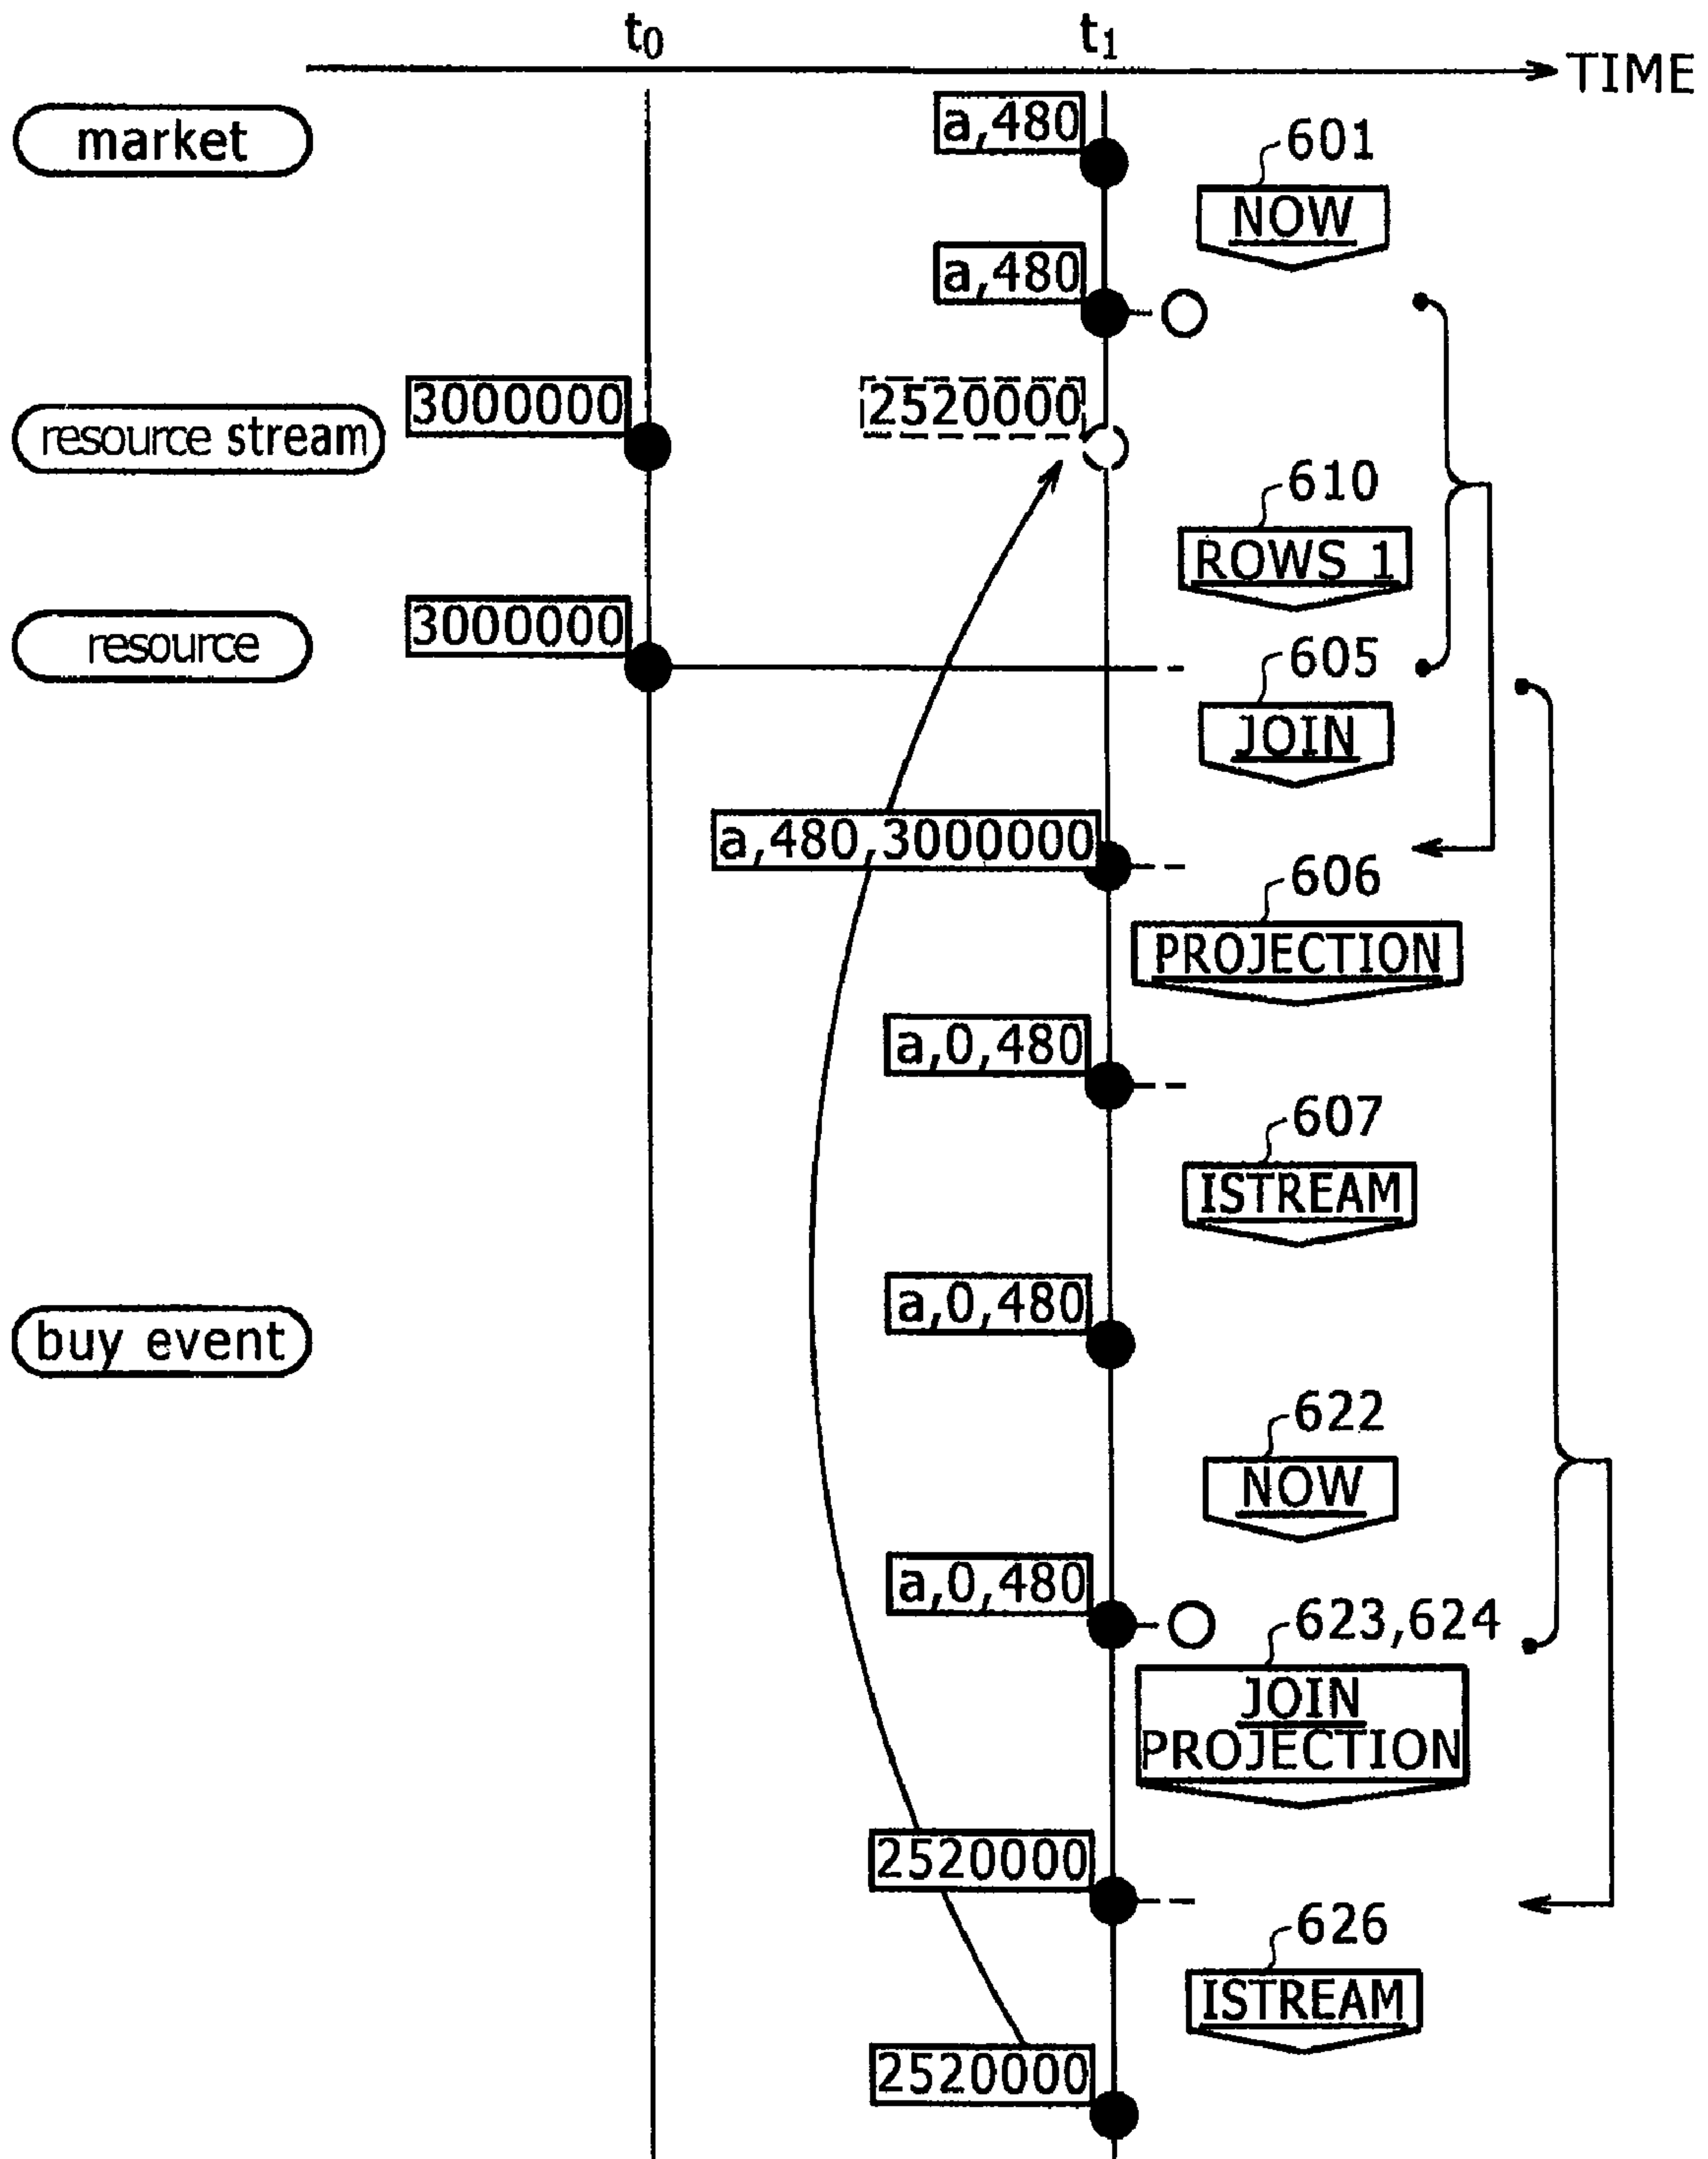 t0 t1
TIME
market
a,480
601
NOW
a,480
resource stream
3000000
2520000
610
ROWS 1
resource
3000000
605
JOIN
a,480,3000000
606
PROJECTION
a,0,480
607
ISTREAM
buy event
a,0,480
622
NOW
a,0,480
623,624
JOIN
PROJECTION
2520000
626
ISTREAM
2520000